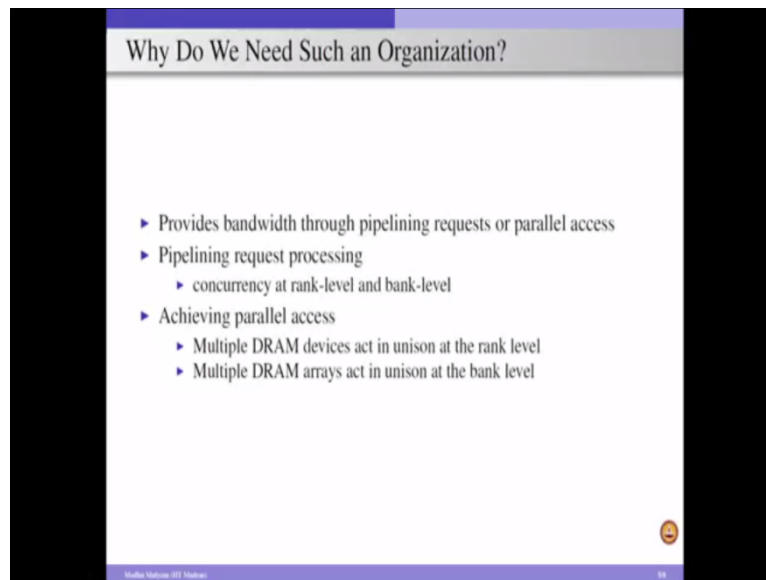 Why Do We Need Such an Organization?
Provides bandwidth through pipelining requests or parallel access
Pipelining request processing
concurrency at rank-level and bank-level
Achieving parallel access
Multiple DRAM devices act in unison at the rank level
Multiple DRAM arrays act in unison at the bank level
(IIT Madras)